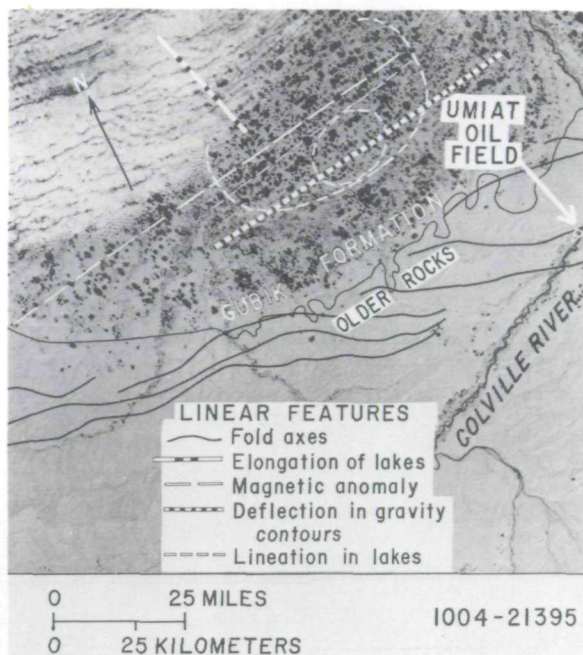 N
UMIAT
OIL
FIELD
GUBIK FORMATION
OLDER ROCKS
COLVILLE RIVER
LINEAR FEATURES
Fold axes
Elongation of lakes
Magnetic anomaly
Deflection in gravity
contours
Lineation in lakes
0 25 MILES
0 25 KILOMETERS
1004-21395